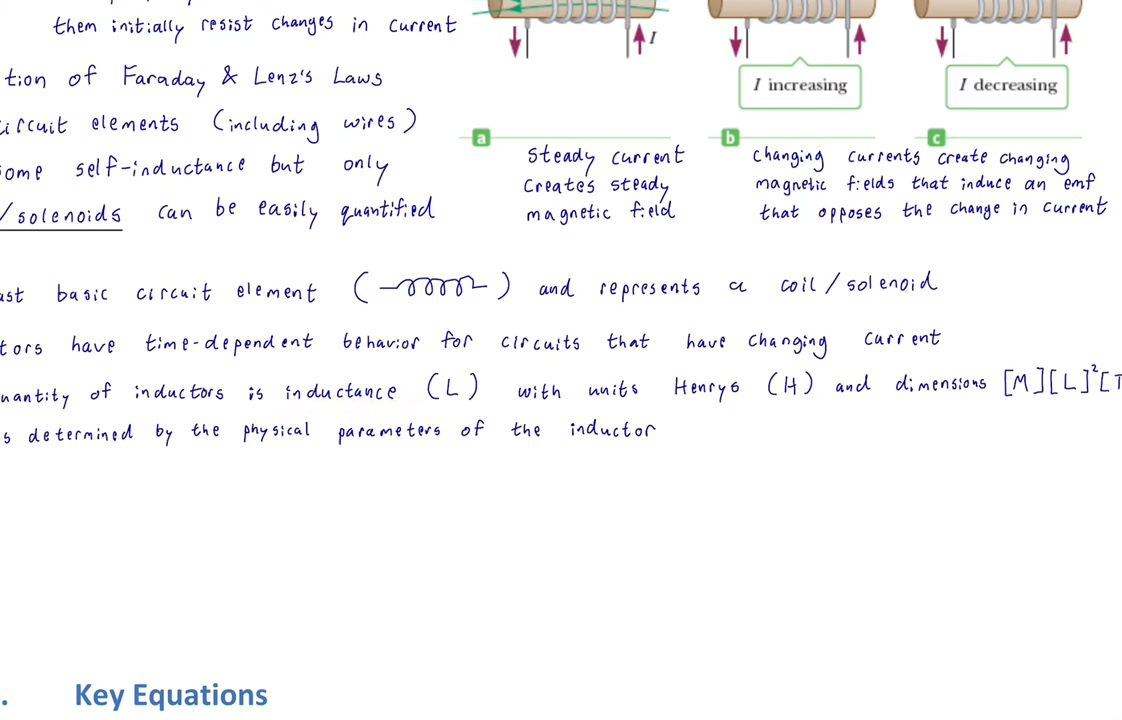 them initially resist changes in current
I
tion of Faraday & Lenz's Laws
I increasing
I decreasing
circuit elements (including wires)
a
b
c
some self-inductance but only
/solenoids can be easily quantified
Steady current
creates steady
magnetic field
Changing currents create changing
magnetic fields that induce an emf
that opposes the change in current
ast basic circuit element ( ) and represents a coil/solenoid
tors have time-dependent behavior for circuits that have changing current
uantity of inductors is inductance (L) with units Henrys (H) and dimensions [M][L]²[T
s determined by the physical parameters of the inductor
. Key Equations